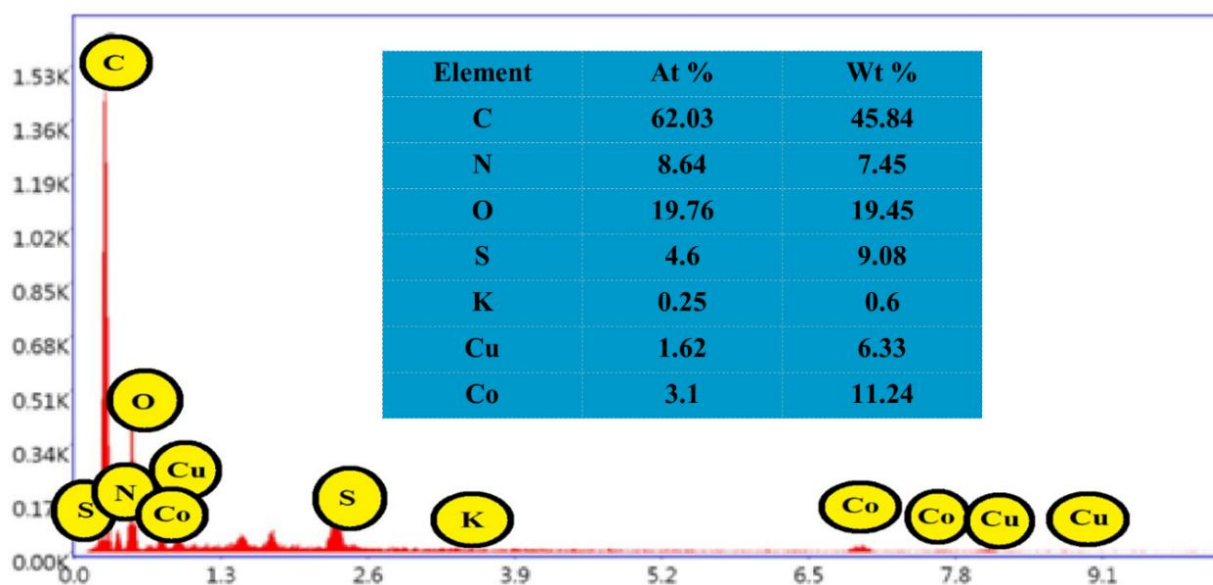 1.53K
1.36K
1.19K
1.02K
0.85K
0.68K
0.51K
0.34K
0.17
0.00K
0.0 1.3 2.6 3.9 5.2 6.5 7.8 9.1
C
O
S
N
Cu
Co
S
K
Co
Co
Cu
Cu
Element At % Wt %
C 62.03 45.84
N 8.64 7.45
O 19.76 19.45
S 4.6 9.08
K 0.25 0.6
Cu 1.62 6.33
Co 3.1 11.24